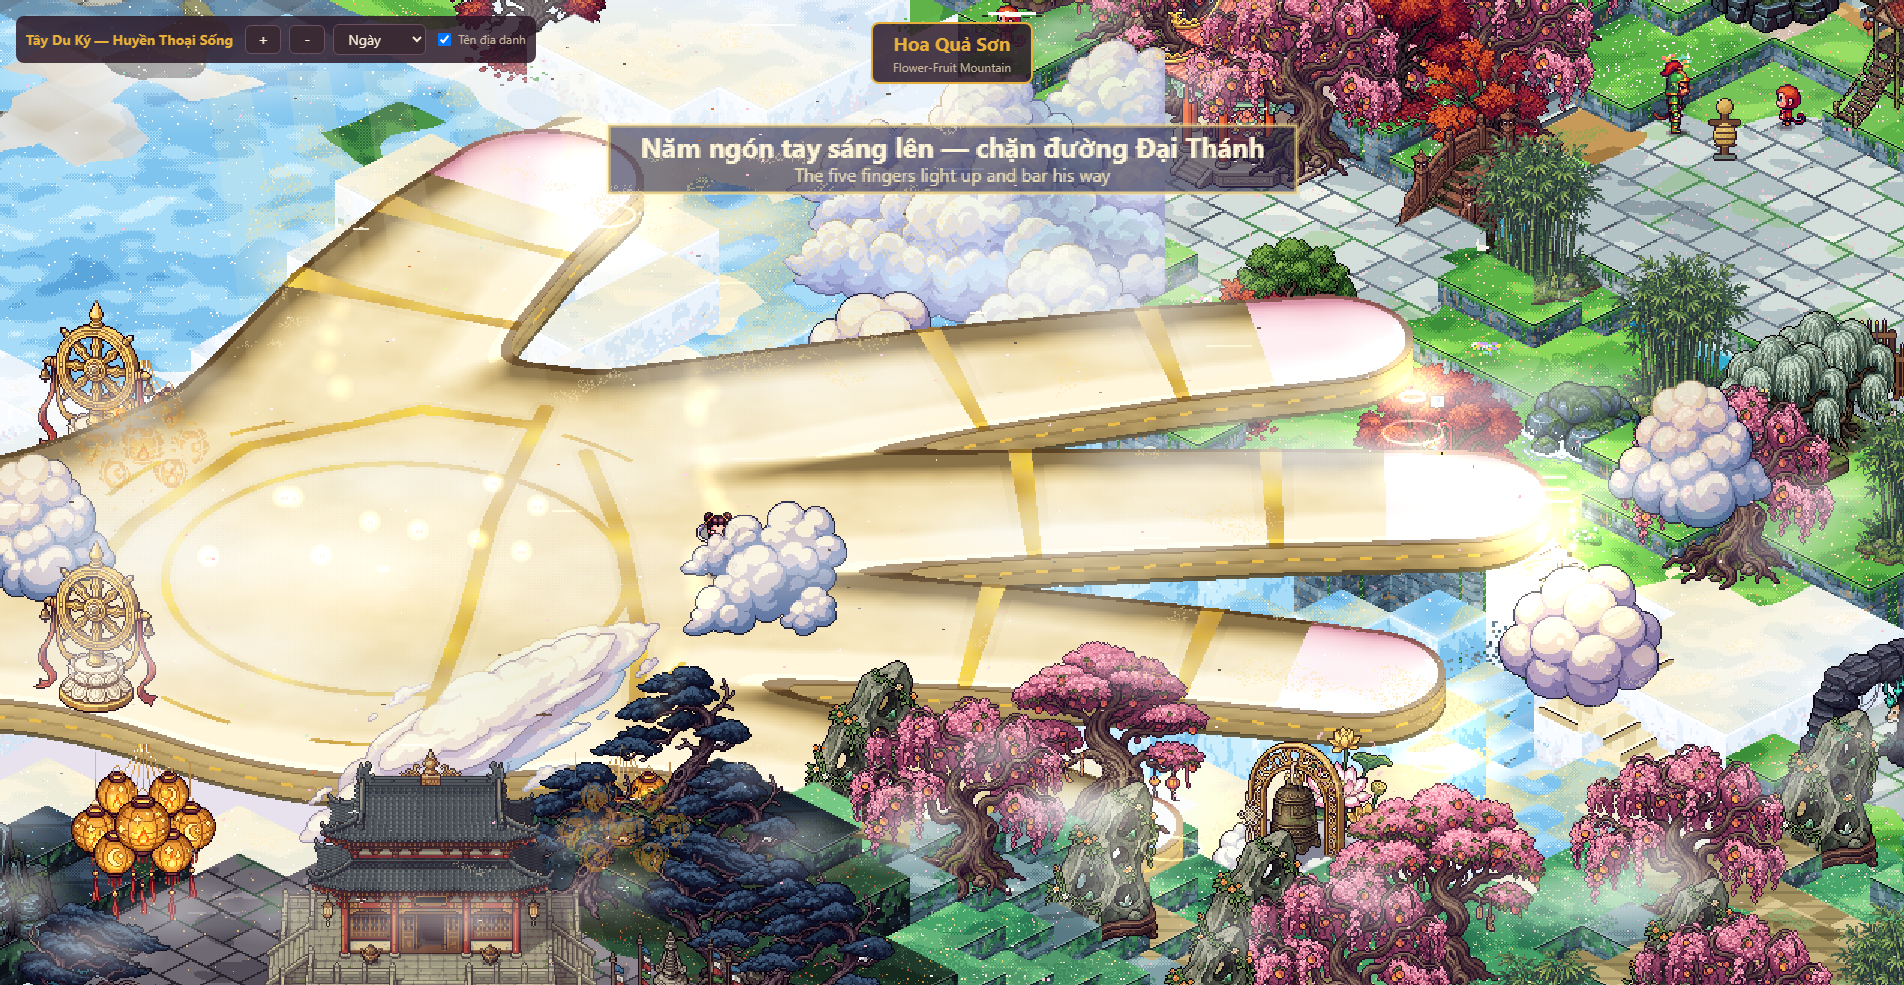 Tây Du Ký — Huyền Thoại Sống
+
-
Ngày
Tên địa danh
Hoa Quả Sơn
Flower-Fruit Mountain
Năm ngón tay sáng lên — chặn đường Đại Thánh
The five fingers light up and bar his way